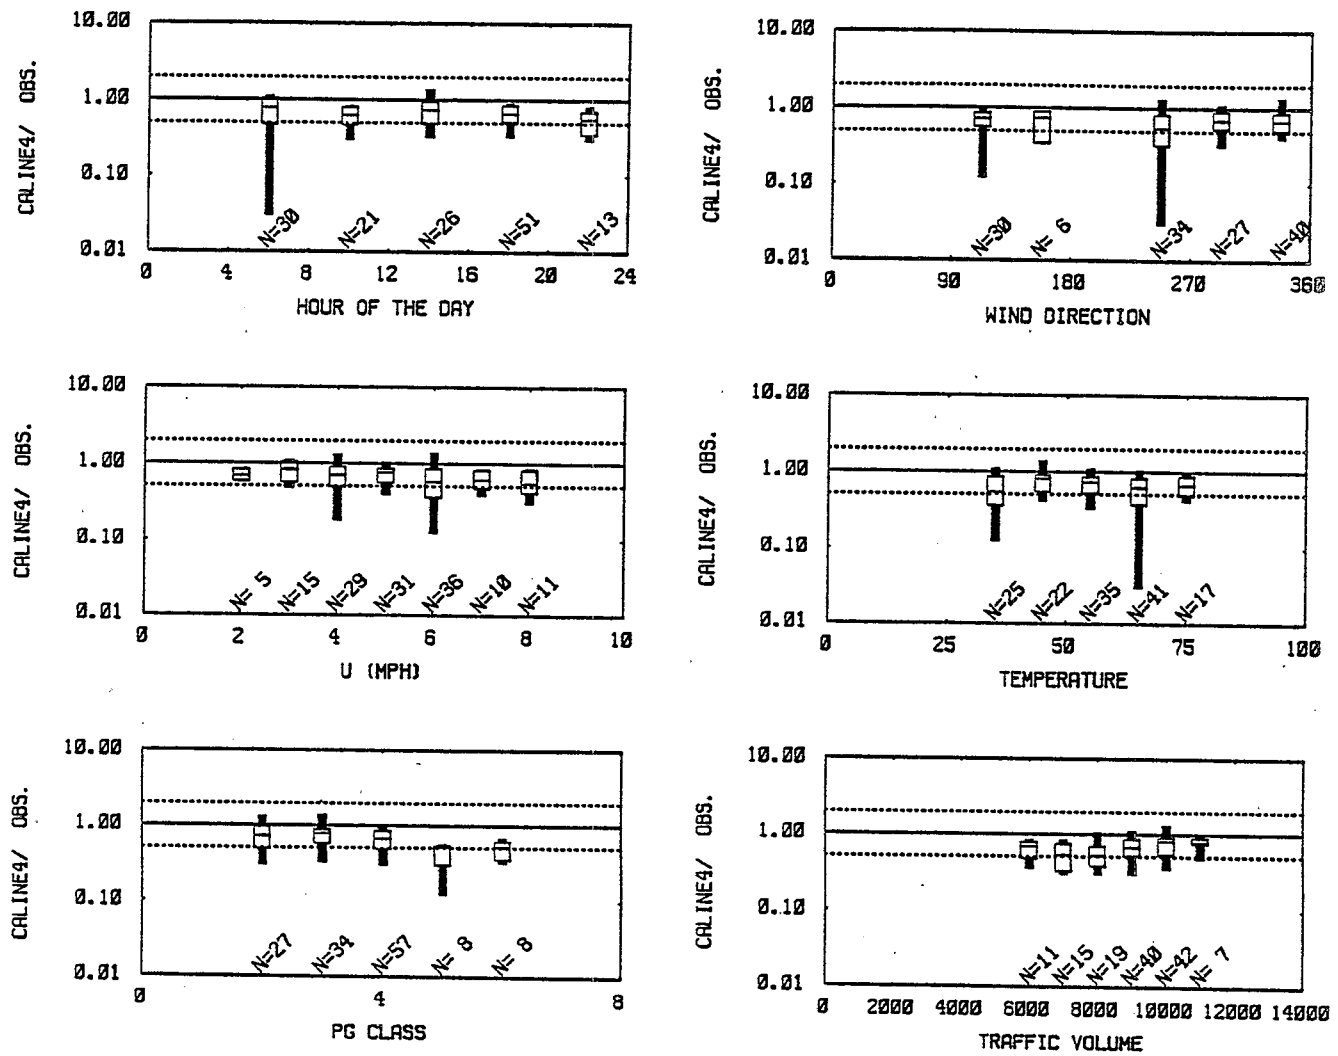 10.00
1.00
0.10
0.01
CALINE4/ OBS.
N=30 N=21 N=26 N=51 N=13
0 4 8 12 16 20 24
HOUR OF THE DAY
10.00
1.00
0.10
0.01
CALINE4/ OBS.
N=30 N= 6 N=34 N=27 N=40
0 90 180 270 360
WIND DIRECTION
10.00
1.00
0.10
0.01
CALINE4/ OBS.
N= 5 N=15 N=29 N=31 N=36 N=10 N=11
0 2 4 6 8 10
U (MPH)
10.00
1.00
0.10
0.01
CALINE4/ OBS.
N=25 N=22 N=35 N=41 N=17
0 25 50 75 100
TEMPERATURE
10.00
1.00
0.10
0.01
CALINE4/ OBS.
N=27 N=34 N=57 N= 8 N= 8
0 4 8
PG CLASS
10.00
1.00
0.10
0.01
CALINE4/ OBS.
N=11 N=15 N=19 N=40 N=42 N= 7
0 2000 4000 6000 8000 10000 12000 14000
TRAFFIC VOLUME